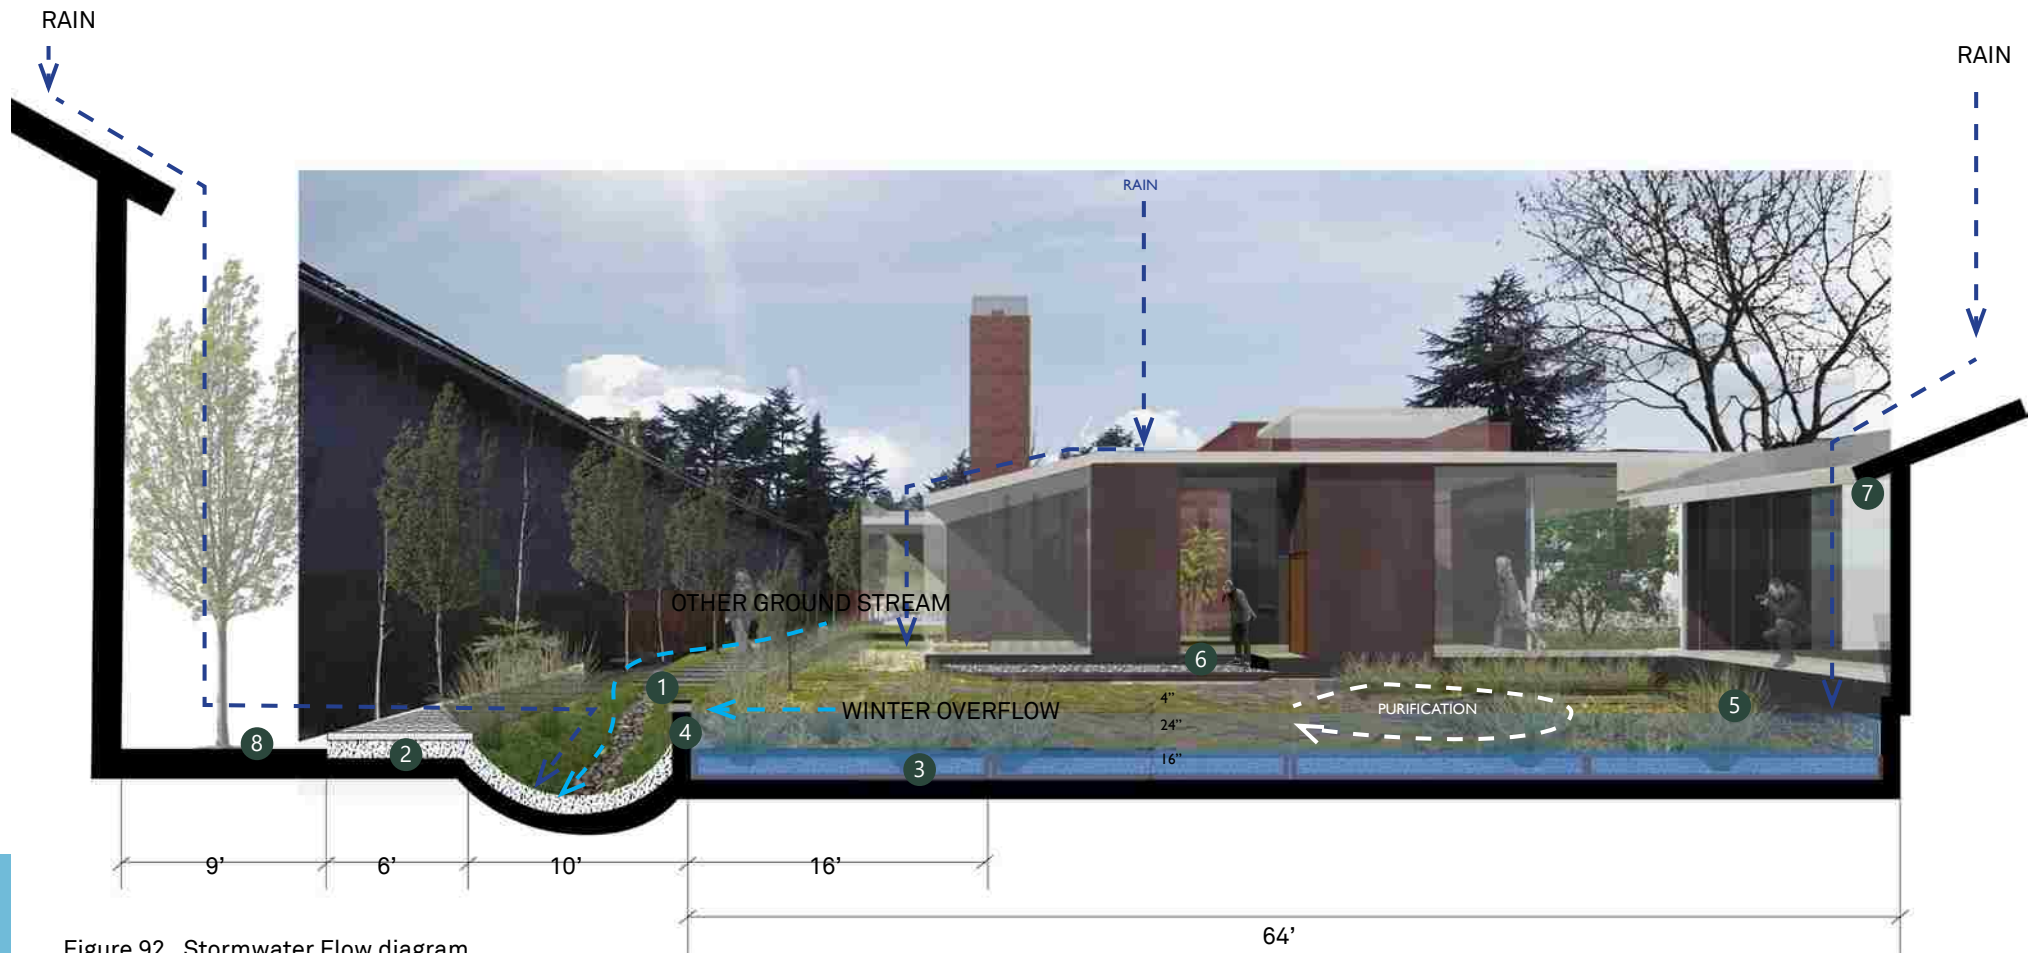 RAIN
RAIN
RAIN
7
OTHER GROUND STREAM
6
1
4"
WINTER OVERFLOW
PURIFICATION
5
24"
4
8
2
16"
3
9'
6'
10'
16'
64'
Figure 92. Stormwater Flow diagram